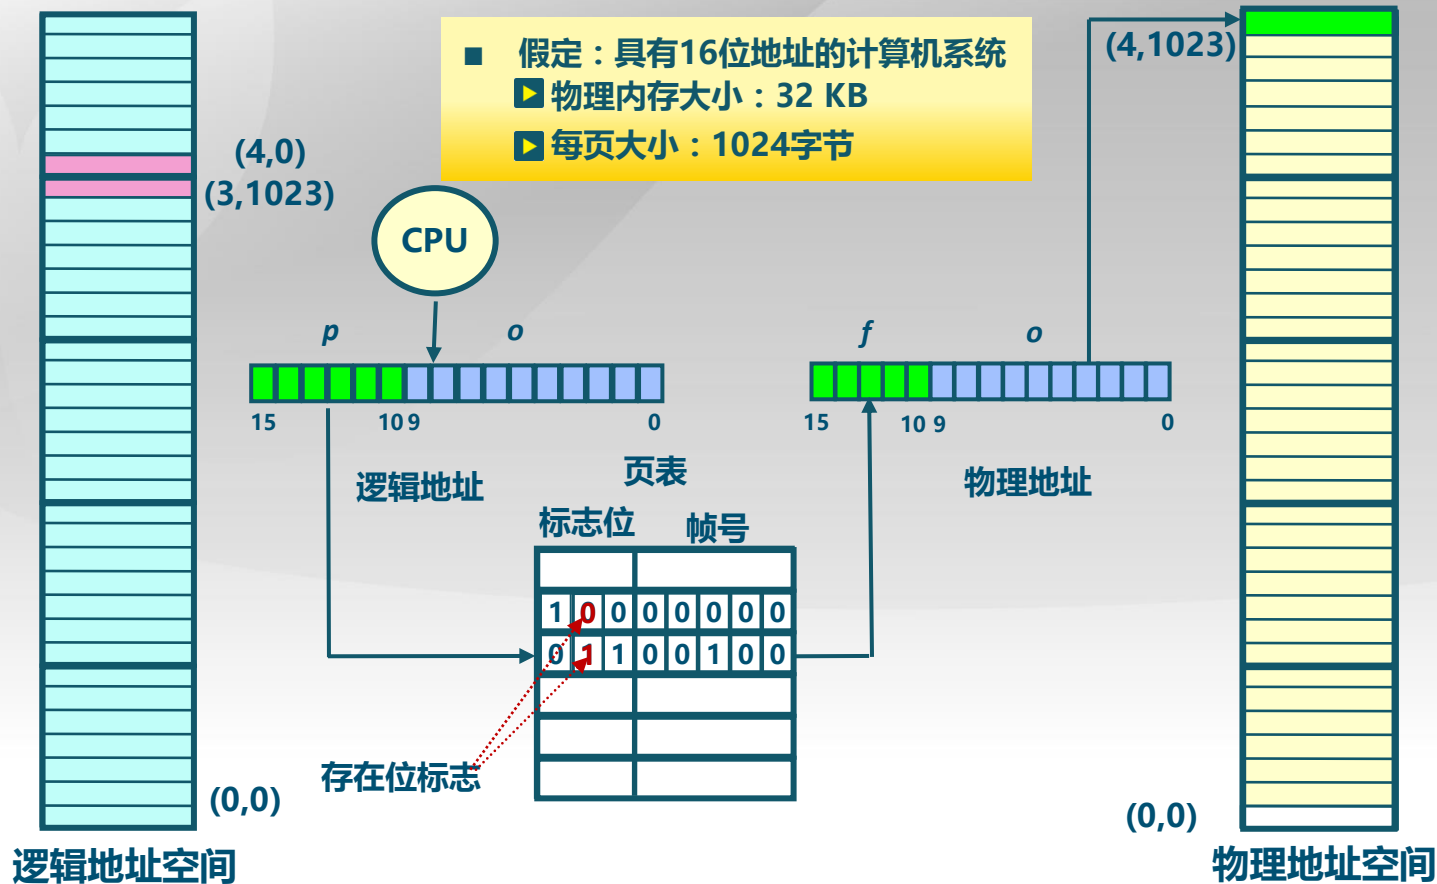 ■ 假定：具有16位地址的计算机系统
物理内存大小：32 KB
每页大小：1024字节
(4,0)
(3,1023)
(0,0)
逻辑地址空间
CPU
p o
15 10 9 0
逻辑地址
页表
标志位 帧号
1 0 0 0 0 0 0 0
0 1 1 0 0 1 0 0
存在位标志
f o
15 10 9 0
物理地址
(4,1023)
(0,0)
物理地址空间